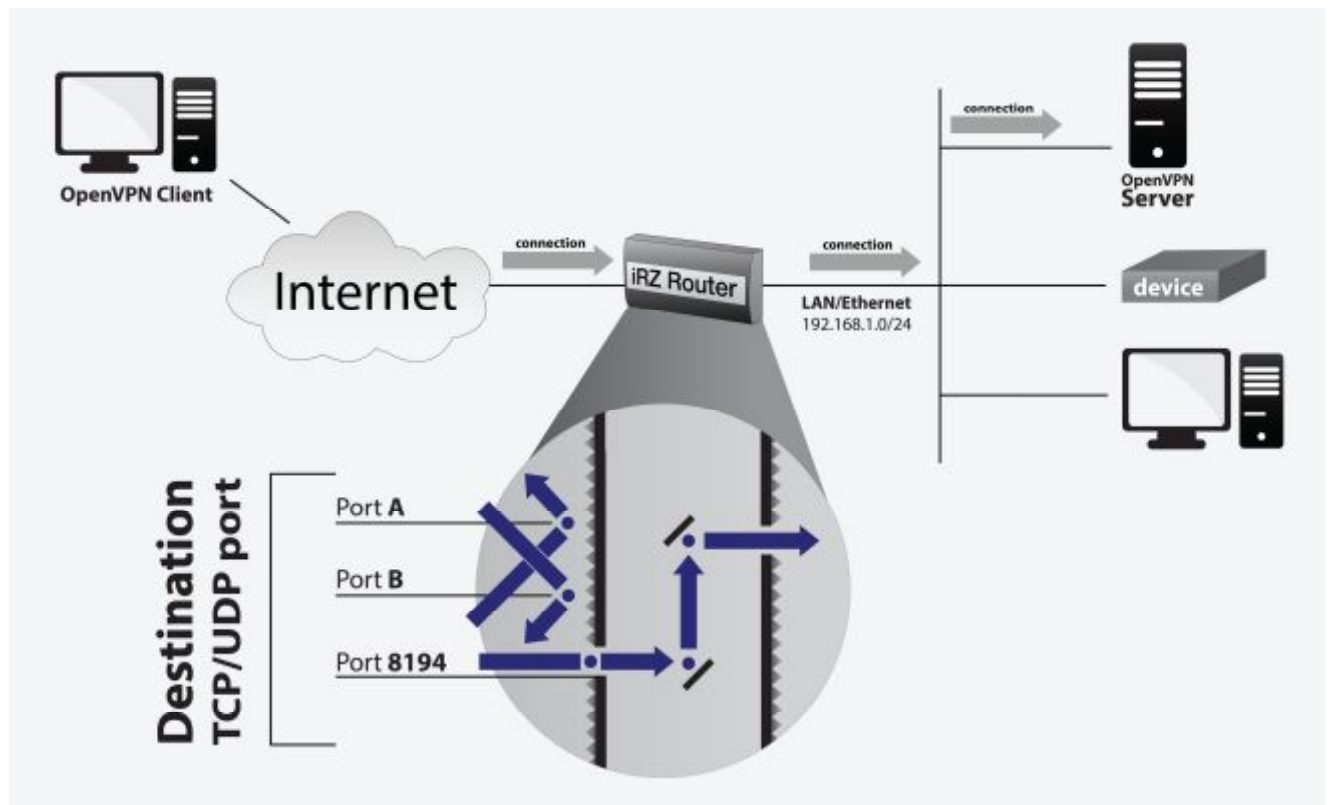 OpenVPN Client
Internet
connection
iRZ Router
connection
LAN/Ethernet
192.168.1.0/24
connection
OpenVPN
Server
device
Destination
TCP/UDP port
Port A
Port B
Port 8194